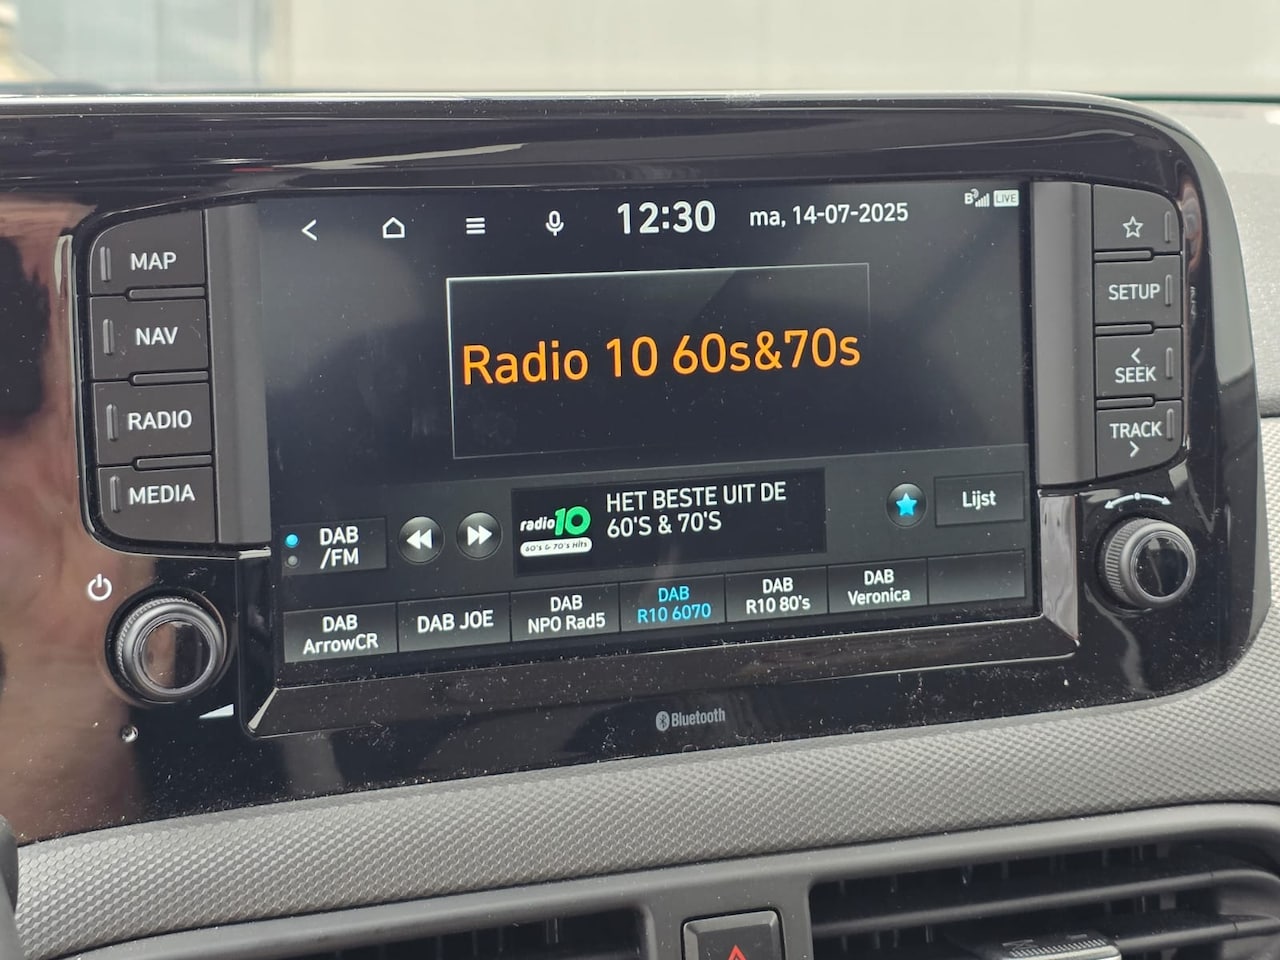 12:30 ma, 14-07-2025 B LIVE
MAP
NAV
RADIO
MEDIA
SETUP
SEEK
TRACK
Radio 10 60s&70s
DAB
/FM
radio10
60's & 70's Hits
HET BESTE UIT DE
60'S & 70'S
Lijst
DAB
ArrowCR
DAB JOE
DAB
NPO Rad5
DAB
R10 6070
DAB
R10 80's
DAB
Veronica
Bluetooth